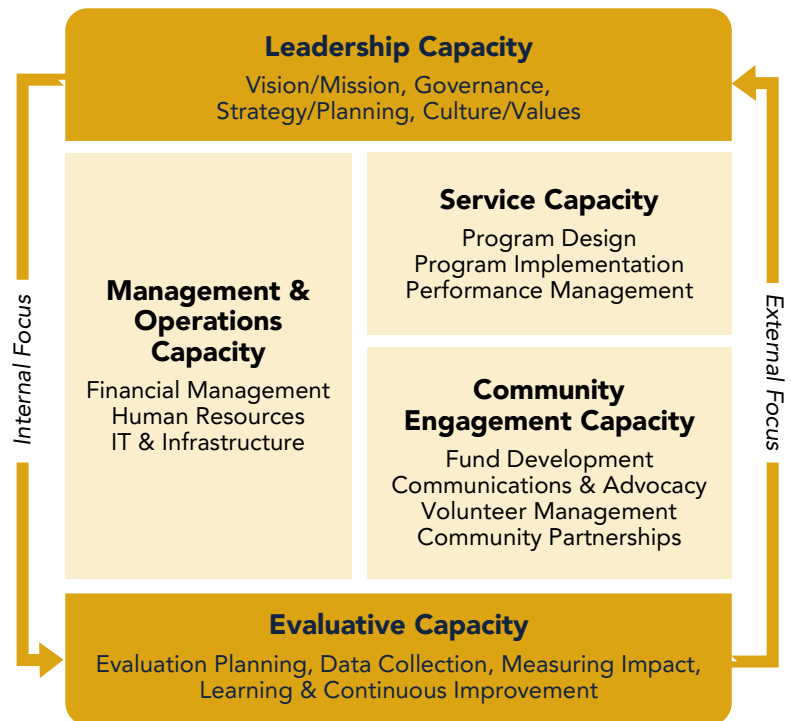 Leadership Capacity
Vision/Mission, Governance,
Strategy/Planning, Culture/Values
Internal Focus
Management &
Operations
Capacity
Financial Management
Human Resources
IT & Infrastructure
Service Capacity
Program Design
Program Implementation
Performance Management
Community
Engagement Capacity
Fund Development
Communications & Advocacy
Volunteer Management
Community Partnerships
External Focus
Evaluative Capacity
Evaluation Planning, Data Collection, Measuring Impact,
Learning & Continuous Improvement